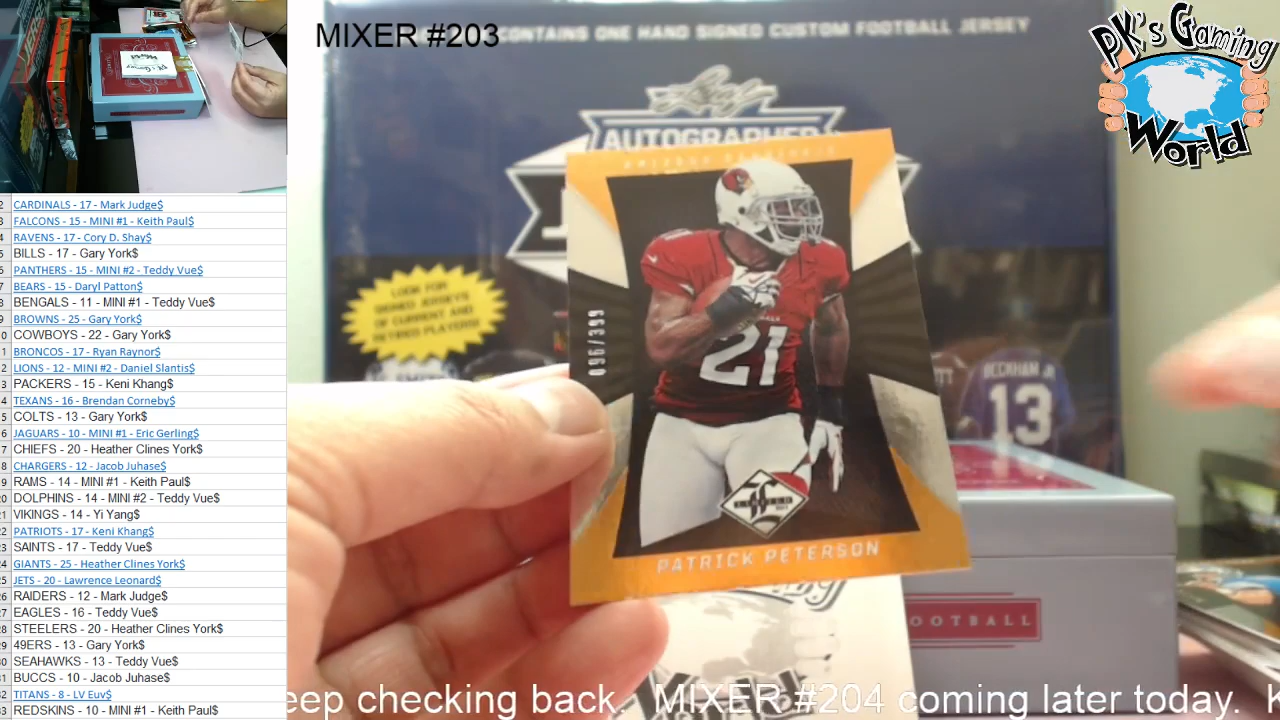 MIXER #203
CONTAINS ONE HAND SIGNED CUSTOM FOOTBALL JERSEY
PK's Gaming
World
Leaf
AUTOGRAPHED
LOOK FOR
SIGNED JERSEYS
OF CURRENT AND
RETIRED PLAYERS!
096/399
21
LIMITED
PATRICK PETERSON
BECKHAM JR
13
FOOTBALL
CARDINALS - 17 - Mark Judge$
FALCONS - 15 - MINI #1 - Keith Paul$
RAVENS - 17 - Cory D. Shay$
BILLS - 17 - Gary York$
PANTHERS - 15 - MINI #2 - Teddy Vue$
BEARS - 15 - Daryl Patton$
BENGALS - 11 - MINI #1 - Teddy Vue$
BROWNS - 25 - Gary York$
COWBOYS - 22 - Gary York$
BRONCOS - 17 - Ryan Raynor$
LIONS - 12 - MINI #2 - Daniel Slantis$
PACKERS - 15 - Keni Khang$
TEXANS - 16 - Brendan Corneby$
COLTS - 13 - Gary York$
JAGUARS - 10 - MINI #1 - Eric Gerling$
CHIEFS - 20 - Heather Clines York$
CHARGERS - 12 - Jacob Juhase$
RAMS - 14 - MINI #1 - Keith Paul$
DOLPHINS - 14 - MINI #2 - Teddy Vue$
VIKINGS - 14 - Yi Yang$
PATRIOTS - 17 - Keni Khang$
SAINTS - 17 - Teddy Vue$
GIANTS - 25 - Heather Clines York$
JETS - 20 - Lawrence Leonard$
RAIDERS - 12 - Mark Judge$
EAGLES - 16 - Teddy Vue$
STEELERS - 20 - Heather Clines York$
49ERS - 13 - Gary York$
SEAHAWKS - 13 - Teddy Vue$
BUCCS - 10 - Jacob Juhase$
TITANS - 8 - LV Euv$
REDSKINS - 10 - MINI #1 - Keith Paul$
eep checking back. MIXER #204 coming later today. K